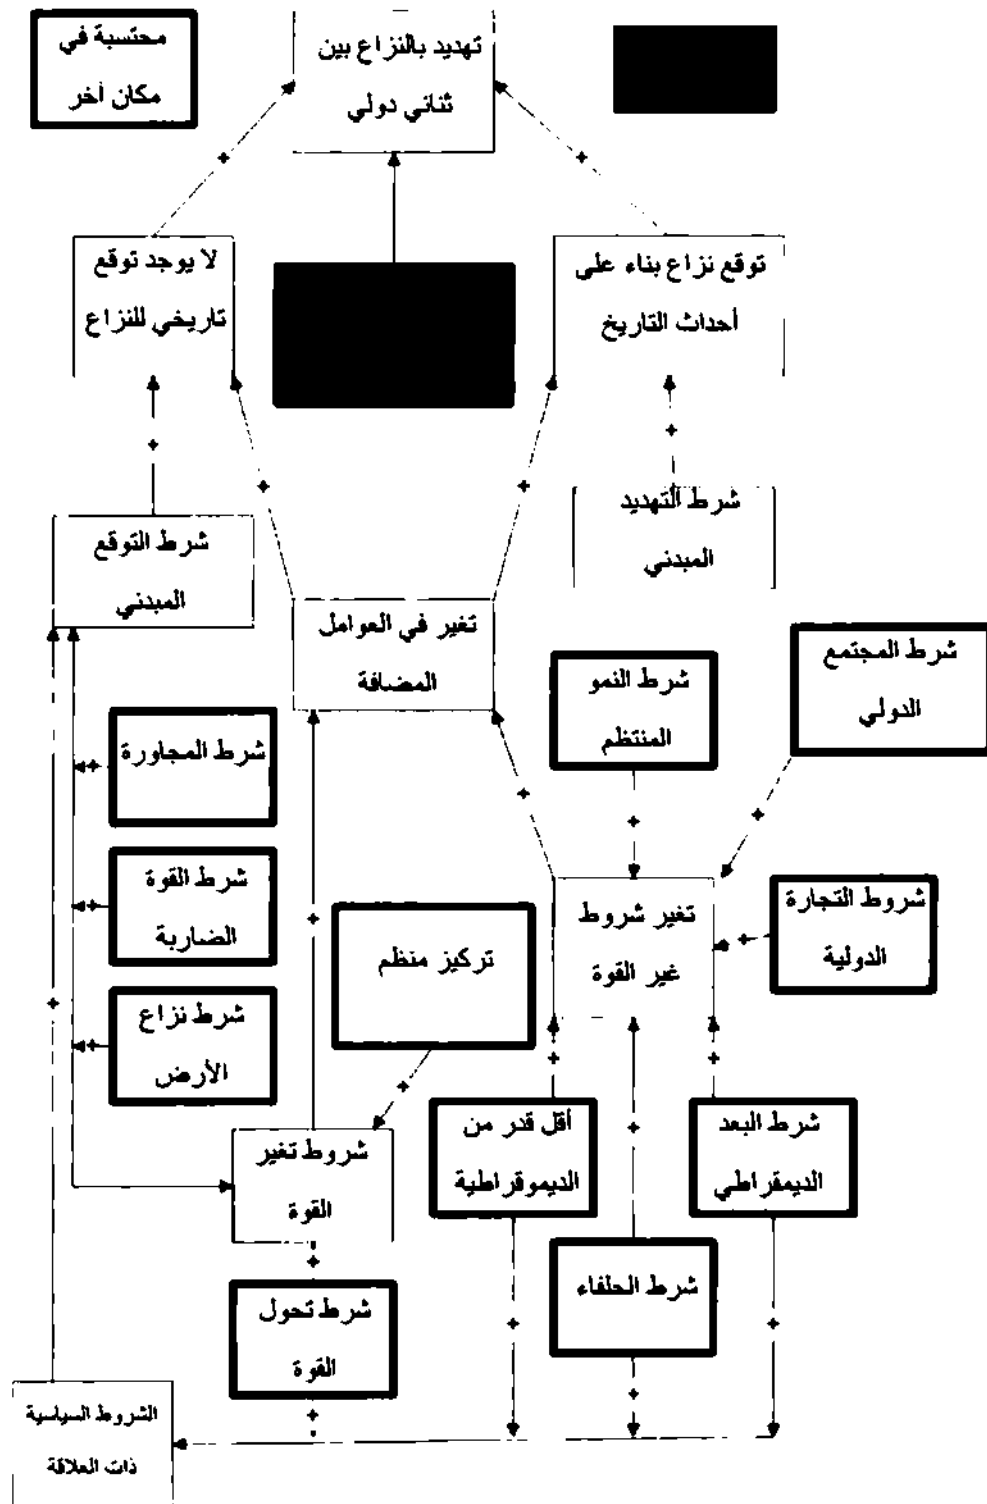 محتسبة في
مكان آخر
تهديد بالنزاع بين
ثنائي دولي
لا يوجد توقع
تاريخي للنزاع
توقع نزاع بناء على
أحداث التاريخ
شرط التوقع
المبدئي
شرط التهديد
المبدئي
تغير في العوامل
المضافة
شرط النمو
المنتظم
شرط المجتمع
الدولي
شرط المجاورة
شرط القوة
الضاربة
شرط نزاع
الأرض
تركيز منظم
تغير شروط
غير القوة
شروط التجارة
الدولية
شروط تغير
القوة
أقل قدر من
الديموقراطية
شرط البعد
الديمقراطي
شرط تحول
القوة
شرط الحلفاء
الشروط السياسية
ذات العلاقة